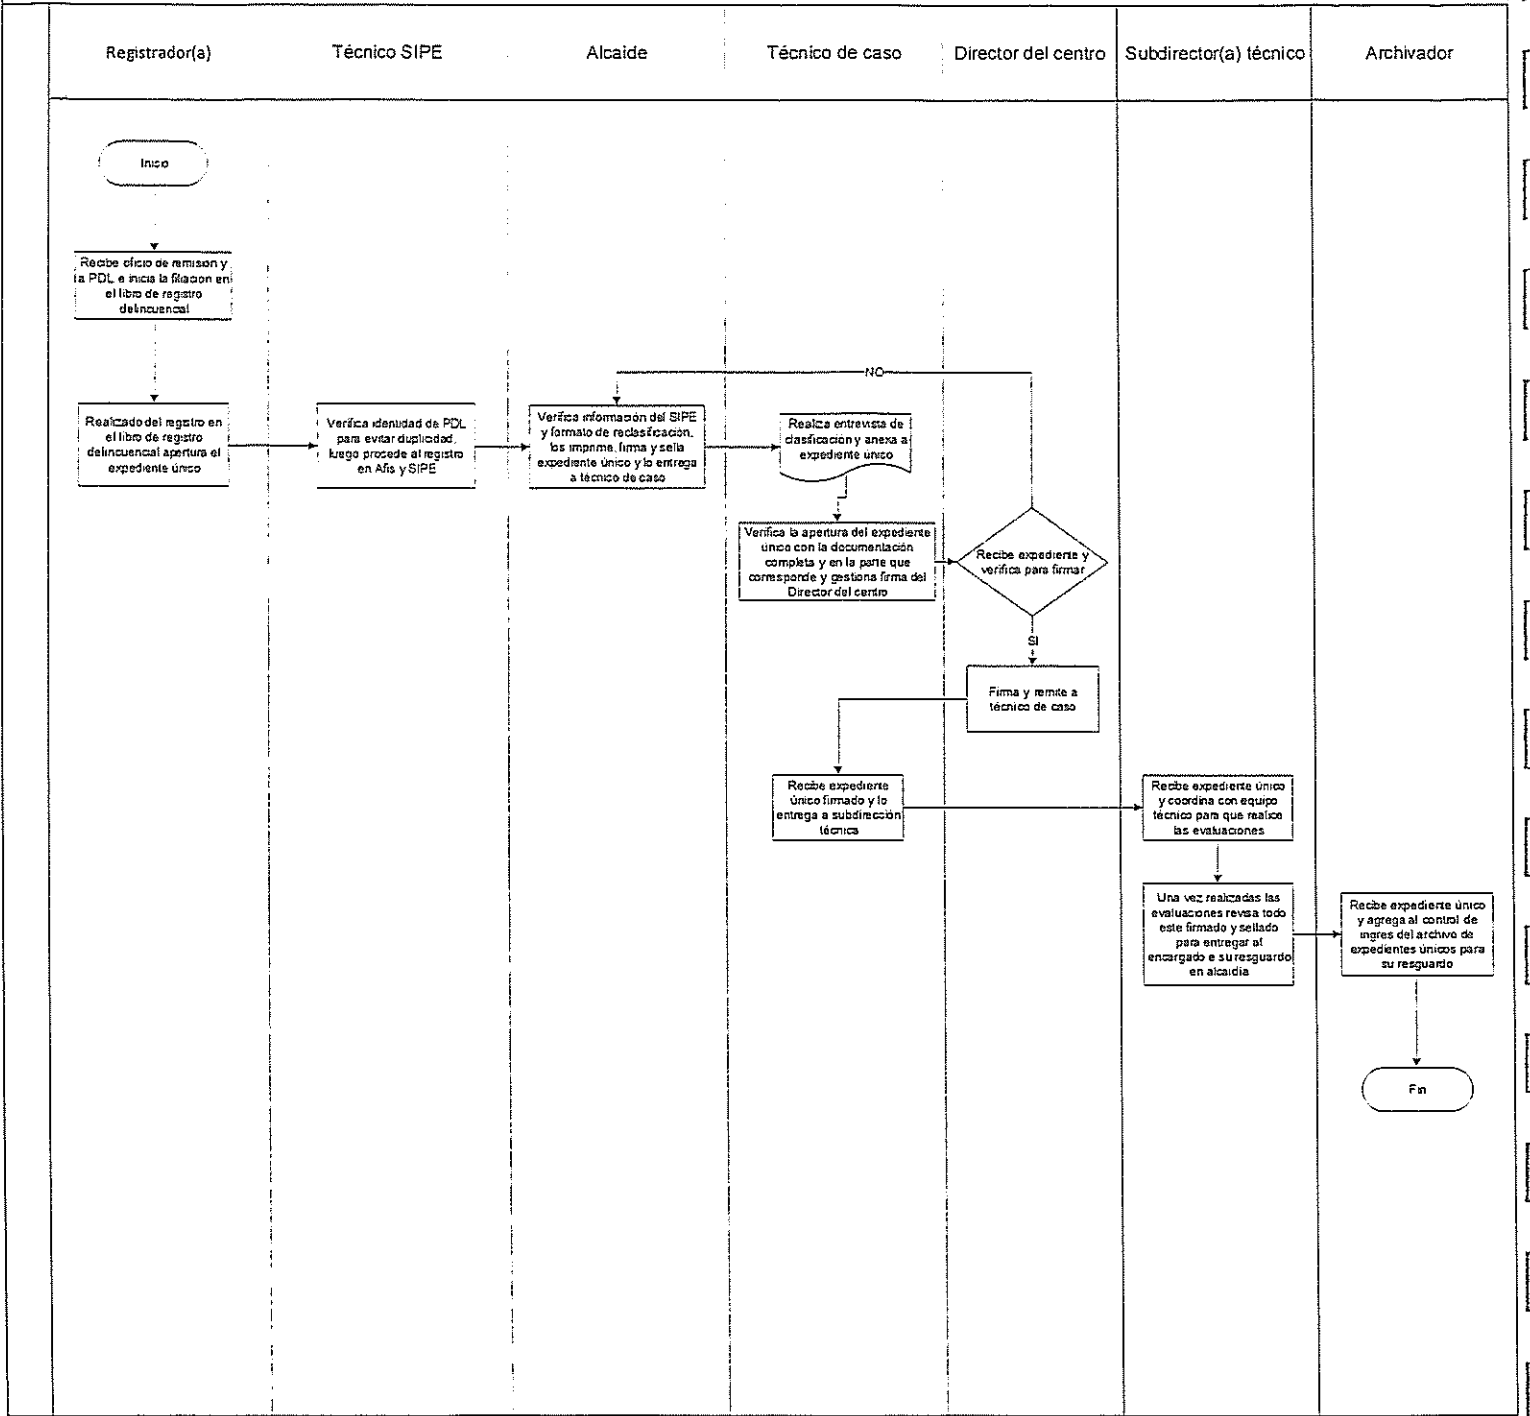 Registrador(a)
Técnico SIPE
Alcaide
Técnico de caso
Director del centro
Subdirector(a) técnico
Archivador
Inicio
Recibe oficio de remision y
a PDL e inicia la filiacion en
el libro de registro
delincuencial
NO
Realizado del registro en
el libro de registro
delincuencial apertura el
expediente único
Verifica identidad de PDL
para evitar duplicidad,
luego procede al registro
en Afis y SIPE
Verifica información del SIPE
y formato de reclasificación,
los imprime, firma y sella
expediente único y lo entrega
a técnico de caso
Realiza entrevista de
clasificación y anexa a
expediente único
Verifica la apertura del expediente
único con la documentación
completa y en la parte que
corresponde y gestiona firma del
Director del centro
Recibe expediente y
verifica para firmar
SI
Firma y remite a
técnico de caso
Recibe expediente
único firmado y lo
entrega a subdirección
técnica
Recibe expediente único
y coordina con equipo
técnico para que realice
las evaluaciones
Una vez realizadas las
evaluaciones revisa todo
este firmado y sellado
para entregar al
encargado e su resguardo
en alcaidia
Recibe expediente único
y agrega al control de
ingres del archivo de
expedientes únicos para
su resguardo
Fin